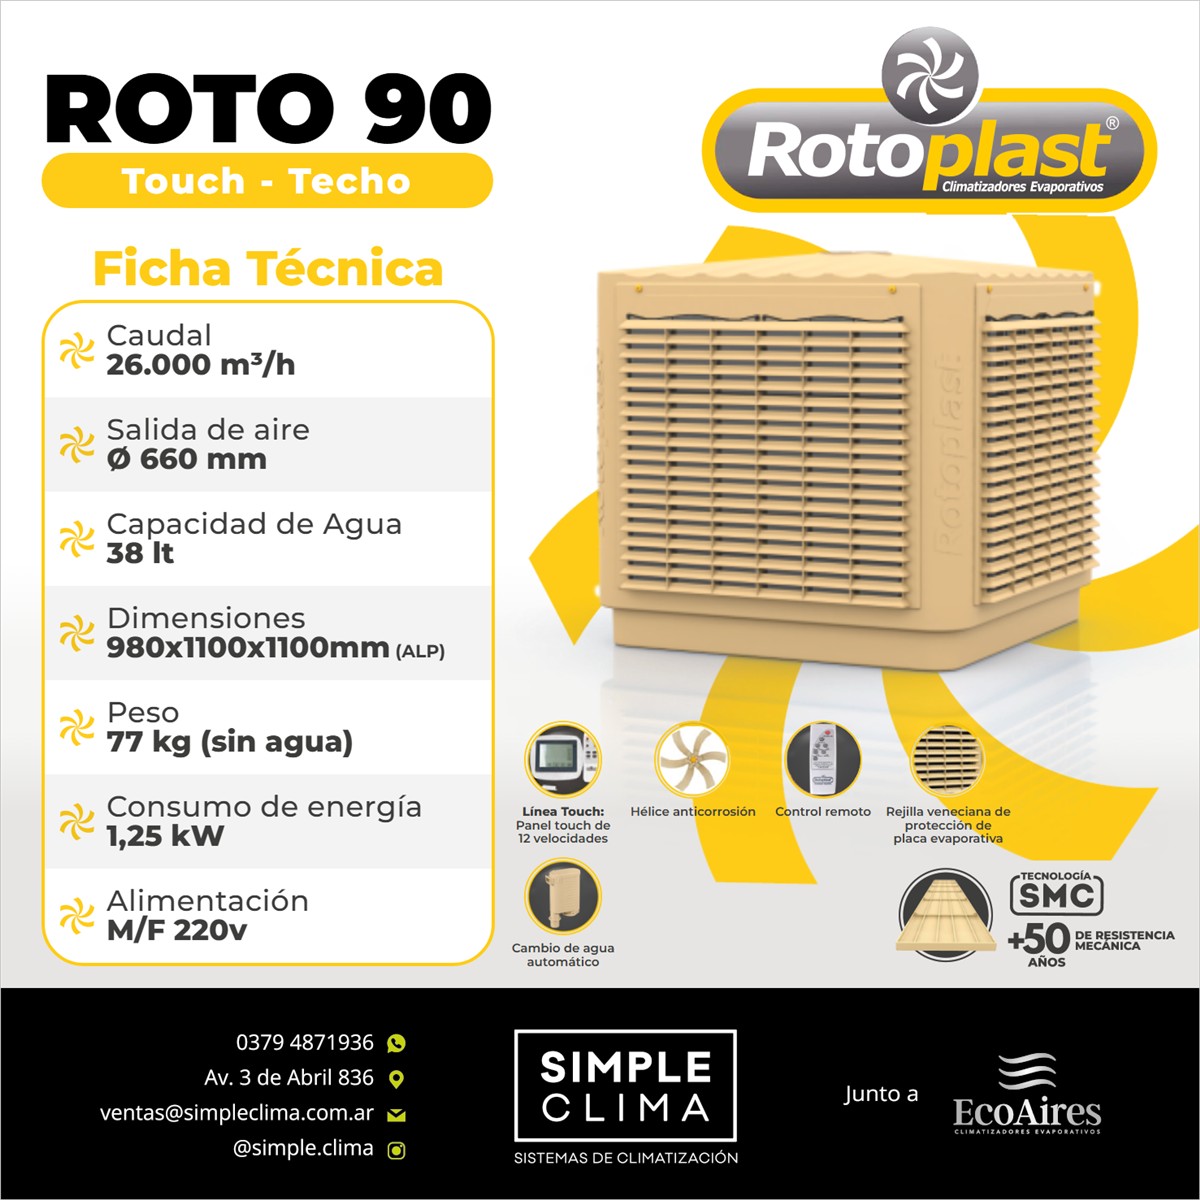 ROTO 90
Touch - Techo
Rotoplast®
Climatizadores Evaporativos
Ficha Técnica
Caudal
26.000 m³/h
Salida de aire
Ø 660 mm
Capacidad de Agua
38 lt
Dimensiones
980x1100x1100mm (ALP)
Peso
77 kg (sin agua)
Consumo de energía
1,25 kW
Alimentación
M/F 220v
Rotoplast
Línea Touch:
Panel touch de
12 velocidades
Hélice anticorrosión
Rotoplast
Control remoto
Rejilla veneciana de
protección de
placa evaporativa
Cambio de agua
automático
TECNOLOGÍA
SMC
+50 AÑOS
DE RESISTENCIA
MECÁNICA
0379 4871936
Av. 3 de Abril 836
ventas@simpleclima.com.ar
@simple.clima
SIMPLE
CLIMA
SISTEMAS DE CLIMATIZACIÓN
Junto a
EcoAires
CLIMATIZADORES EVAPORATIVOS